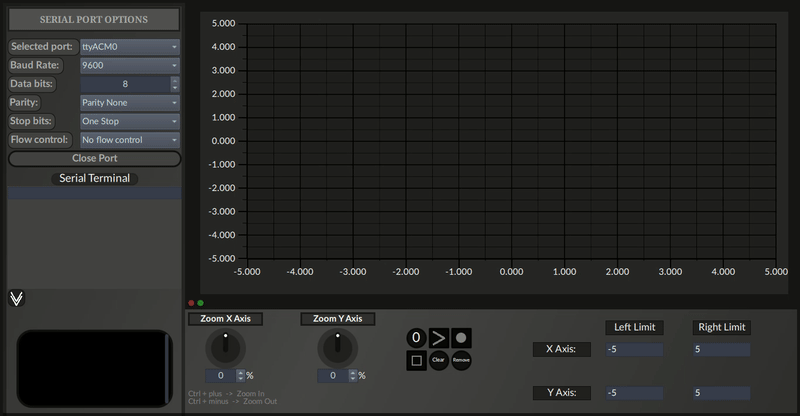 SERIAL PORT OPTIONS
Selected port: ttyACM0
Baud Rate: 9600
Data bits: 8
Parity: Parity None
Stop bits: One Stop
Flow control: No flow control
Close Port
Serial Terminal
5.000
4.000
3.000
2.000
1.000
0.000
-1.000
-2.000
-3.000
-4.000
-5.000
-5.000 -4.000 -3.000 -2.000 -1.000 0.000 1.000 2.000 3.000 4.000 5.000
Zoom X Axis Zoom Y Axis
0 % 0 %
Ctrl + plus -> Zoom In
Ctrl + minus -> Zoom Out
0
Clear Remove
Left Limit Right Limit
X Axis: -5 5
Y Axis: -5 5